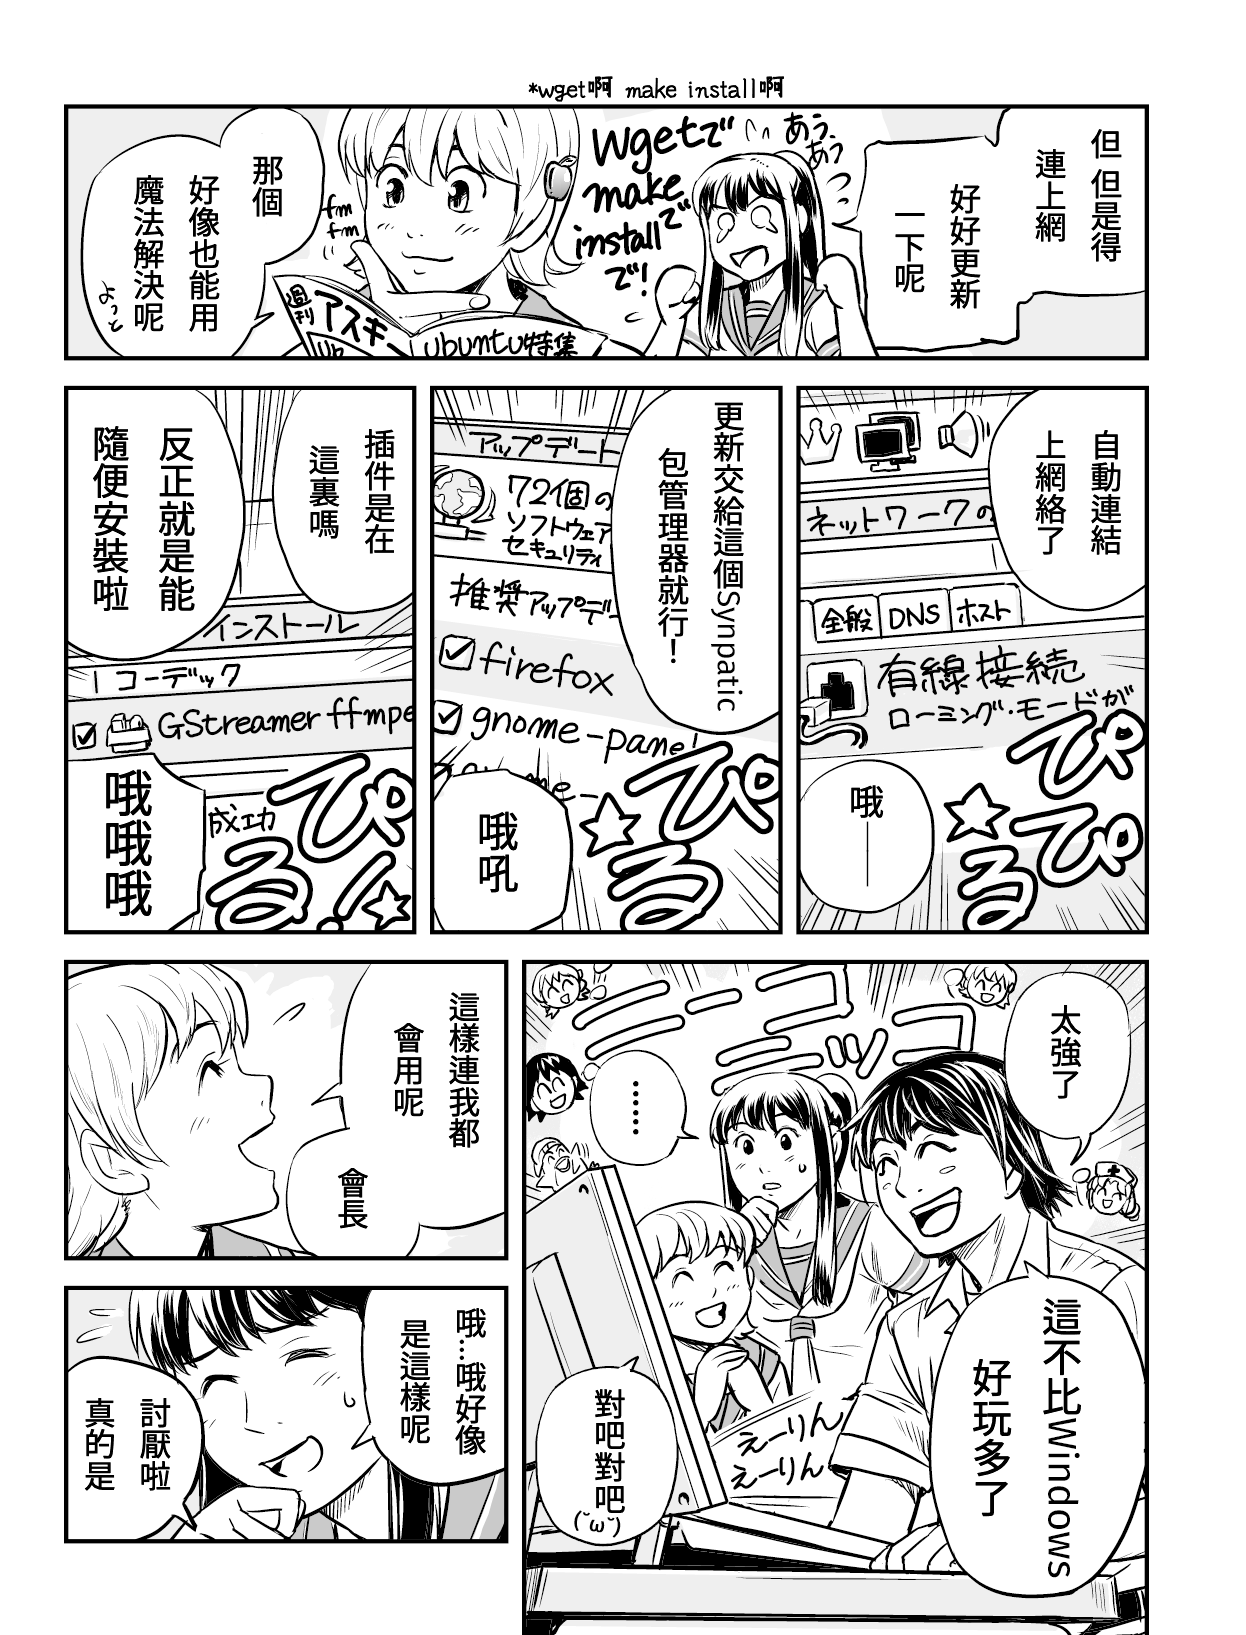 *wget啊 make install啊
但 但是得
連上網
好好更新
一下呢
あう、
あう
wgetで
make
installで
で!
fm
fm
週刊
アスキー
ubuntu特集
那個
好像也能用
魔法解決呢
よっと
自動連結
上網絡了
ネットワークの
全般
DNS
ホスト
有線接続
ローミング・モードが
哦——
ぴぴ
る☆
更新交給這個Synpatic
包管理器就行!
アップデート
72個の
ソフトウェア
セキュリティ
推奨アップデー
firefox
gnome-panel
哦吼
ぴ
る☆
插件是在
這裏嗎
反正就是能
隨便安裝啦
インストール
コーデック
GStreamer ffmpe
成功
哦哦哦
ぴ
る!☆
太強了
ニコ
ニコッ
……
這不比Windows
好玩多了
對吧對吧
(˘ω˘)
えーりん
えーりん
這樣連我都
會用呢
會長
哦…哦好像
是這樣呢
討厭啦
真的是